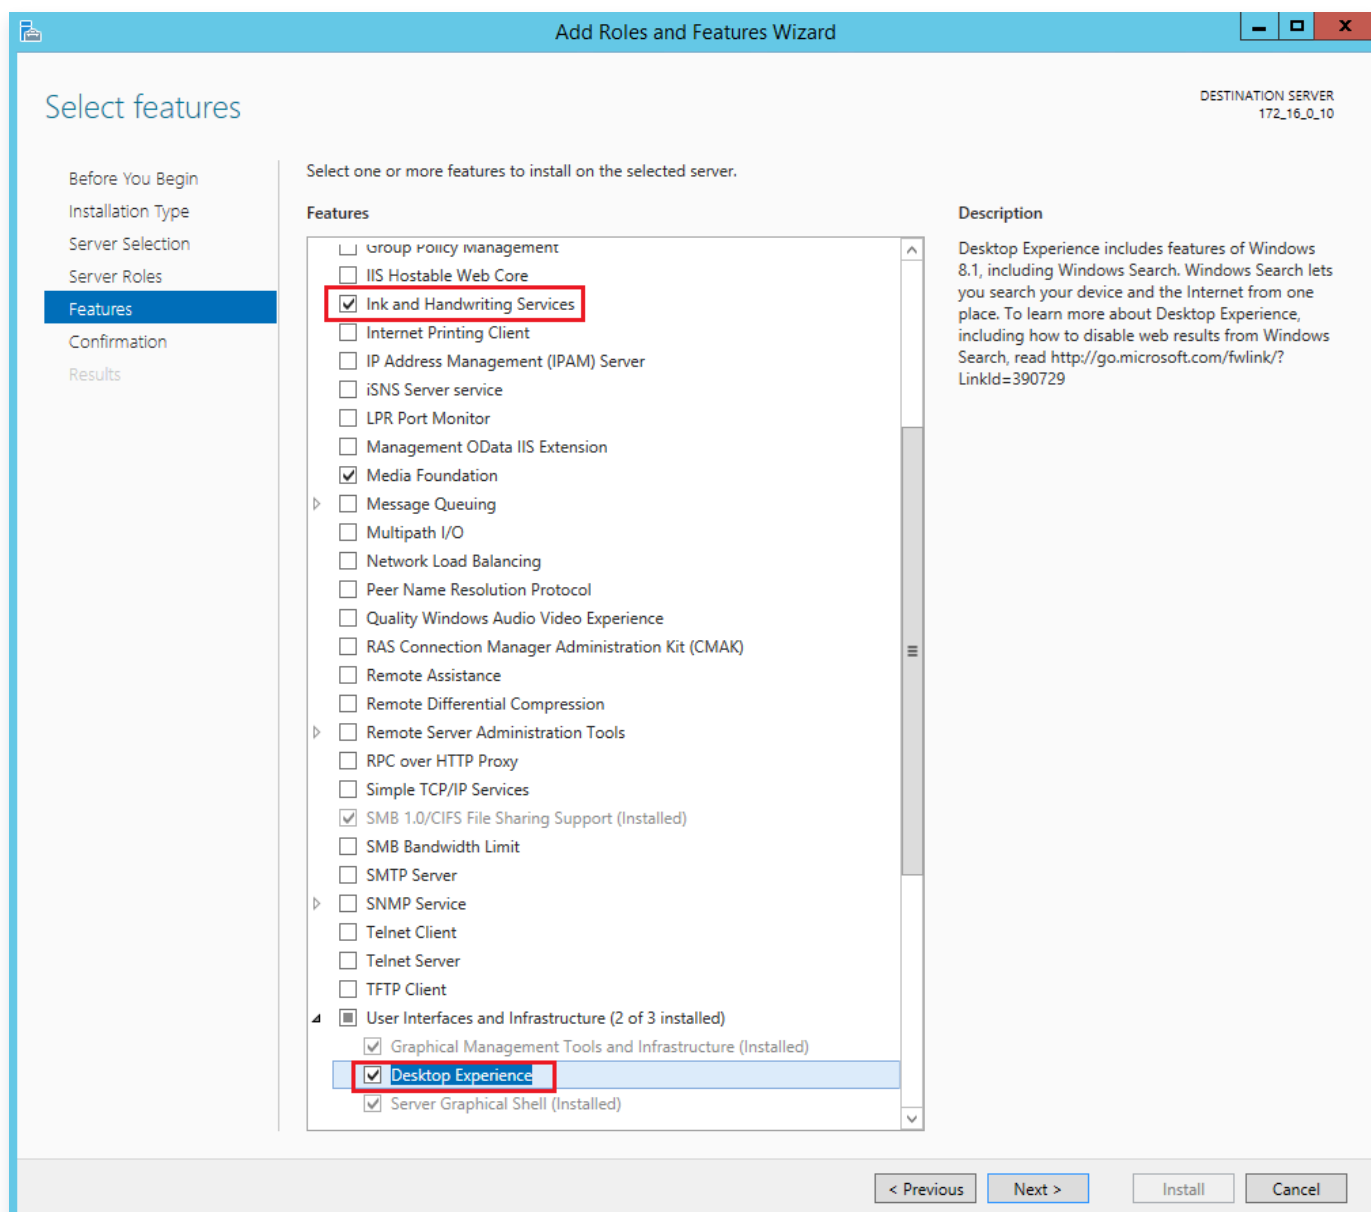 Add Roles and Features Wizard
Select features
DESTINATION SERVER
172_16_0_10
Before You Begin
Installation Type
Server Selection
Server Roles
Features
Confirmation
Results
Select one or more features to install on the selected server.
Features
Group Policy Management
IIS Hostable Web Core
Ink and Handwriting Services
Internet Printing Client
IP Address Management (IPAM) Server
iSNS Server service
LPR Port Monitor
Management OData IIS Extension
Media Foundation
Message Queuing
Multipath I/O
Network Load Balancing
Peer Name Resolution Protocol
Quality Windows Audio Video Experience
RAS Connection Manager Administration Kit (CMAK)
Remote Assistance
Remote Differential Compression
Remote Server Administration Tools
RPC over HTTP Proxy
Simple TCP/IP Services
SMB 1.0/CIFS File Sharing Support (Installed)
SMB Bandwidth Limit
SMTP Server
SNMP Service
Telnet Client
Telnet Server
TFTP Client
User Interfaces and Infrastructure (2 of 3 installed)
Graphical Management Tools and Infrastructure (Installed)
Desktop Experience
Server Graphical Shell (Installed)
Description
Desktop Experience includes features of Windows
8.1, including Windows Search. Windows Search lets
you search your device and the Internet from one
place. To learn more about Desktop Experience,
including how to disable web results from Windows
Search, read http://go.microsoft.com/fwlink/?
LinkId=390729
< Previous
Next >
Install
Cancel